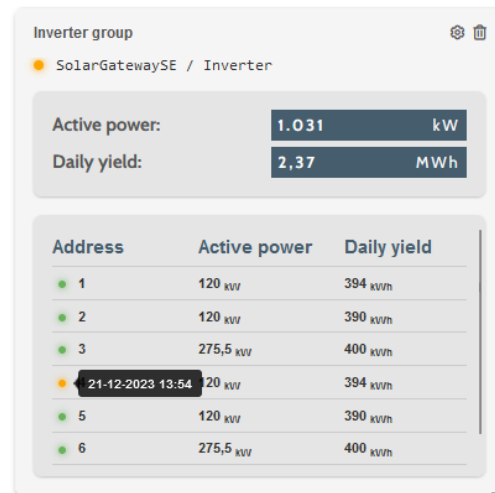 Inverter group
SolarGatewaySE / Inverter
Active power: 1.031 kW
Daily yield: 2,37 MWh
Address Active power Daily yield
1 120 kW 394 kWh
2 120 kW 390 kWh
3 275,5 kW 400 kWh
21-12-2023 13:54 120 kW 394 kWh
5 120 kW 390 kWh
6 275,5 kW 400 kWh